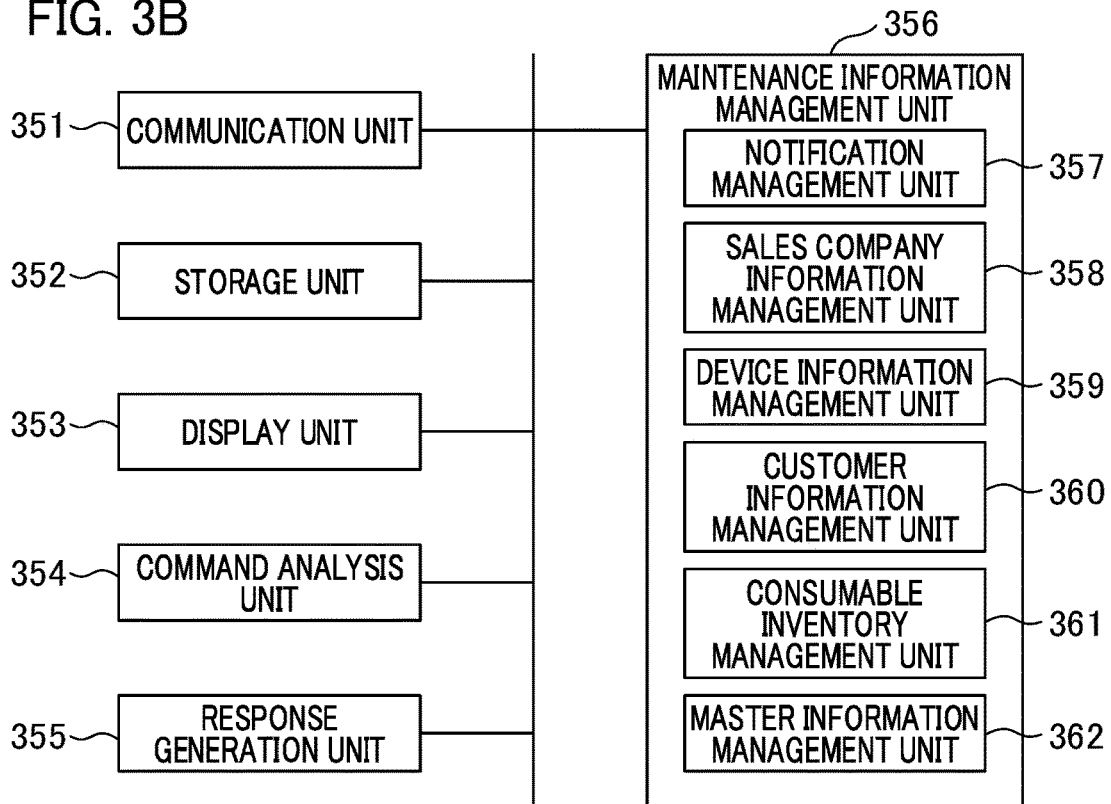 FIG. 3B
351
COMMUNICATION UNIT
352
STORAGE UNIT
353
DISPLAY UNIT
354
COMMAND ANALYSIS
UNIT
355
RESPONSE
GENERATION UNIT
356
MAINTENANCE INFORMATION
MANAGEMENT UNIT
NOTIFICATION
MANAGEMENT UNIT
357
SALES COMPANY
INFORMATION
MANAGEMENT UNIT
358
DEVICE INFORMATION
MANAGEMENT UNIT
359
CUSTOMER
INFORMATION
MANAGEMENT UNIT
360
CONSUMABLE
INVENTORY
MANAGEMENT UNIT
361
MASTER INFORMATION
MANAGEMENT UNIT
362